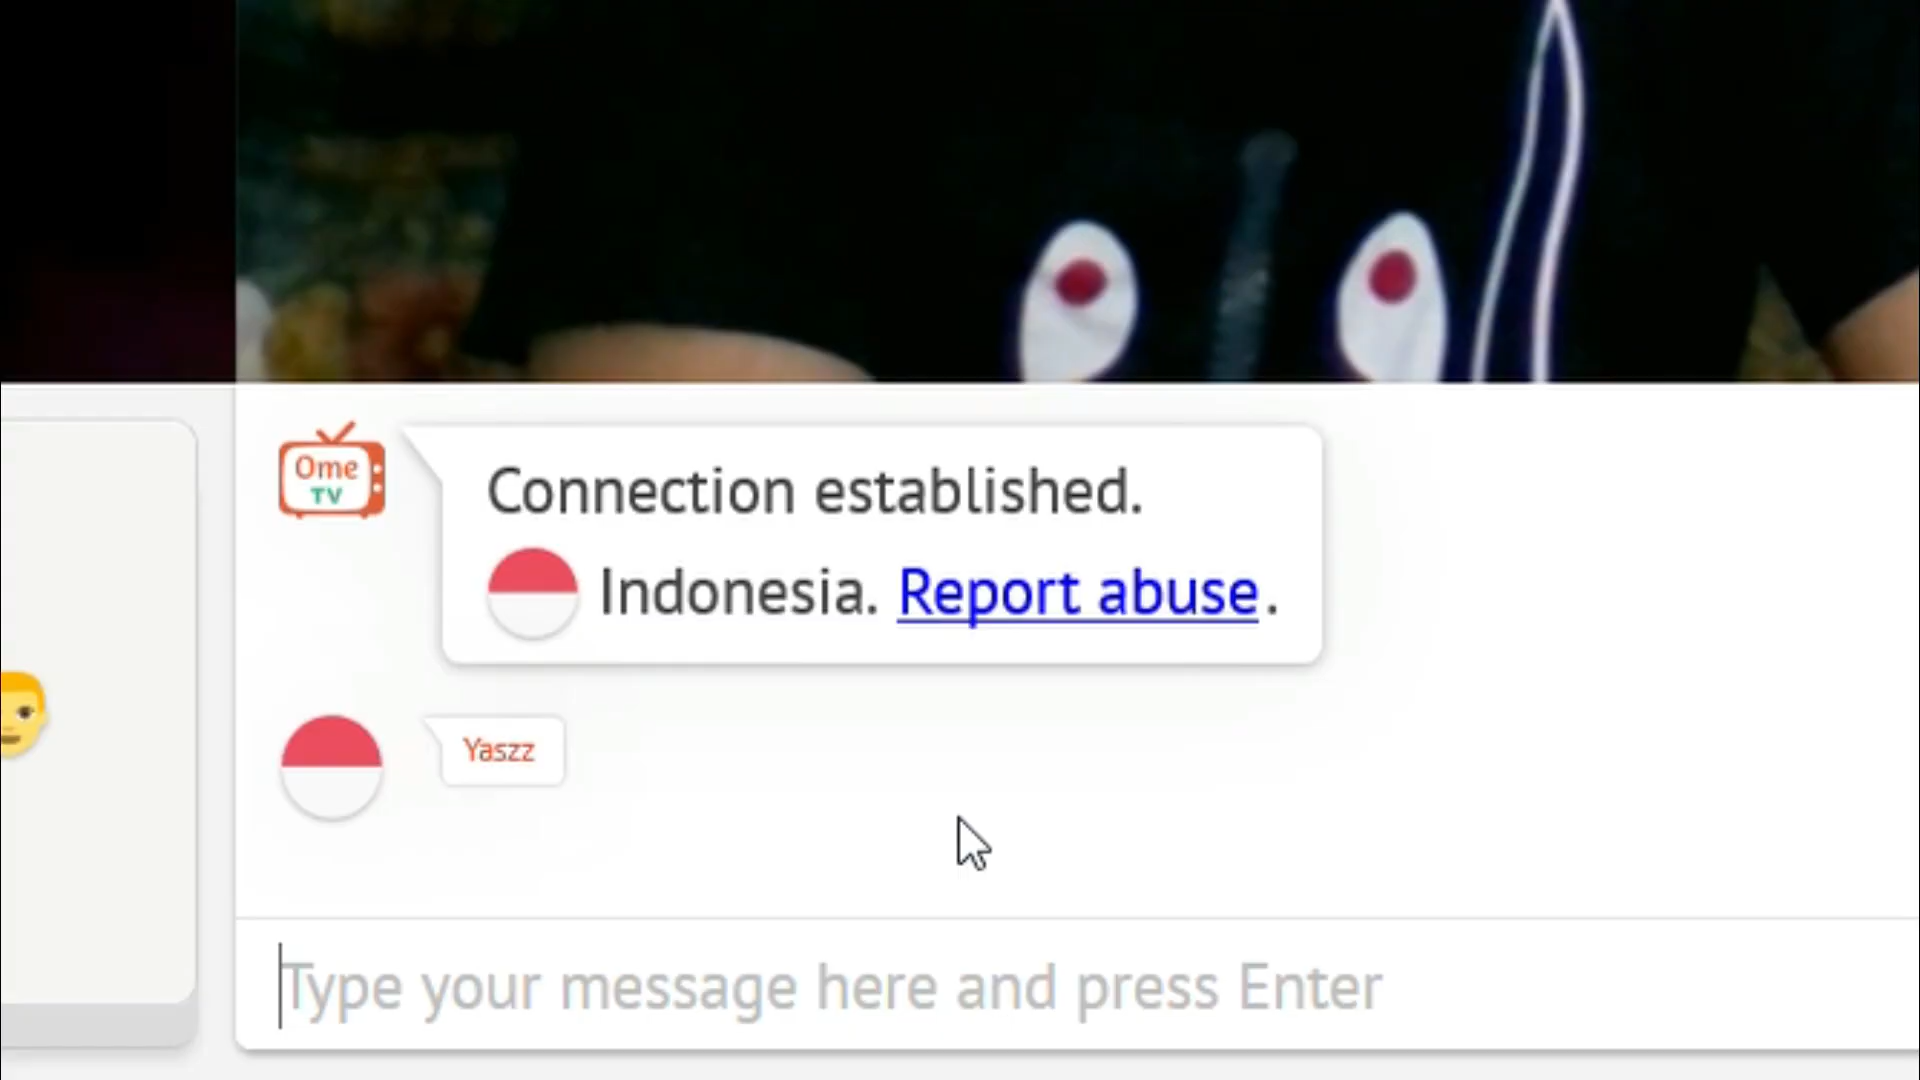 Ome
TV
Connection established.
Indonesia. Report abuse.
Yaszz
Type your message here and press Enter